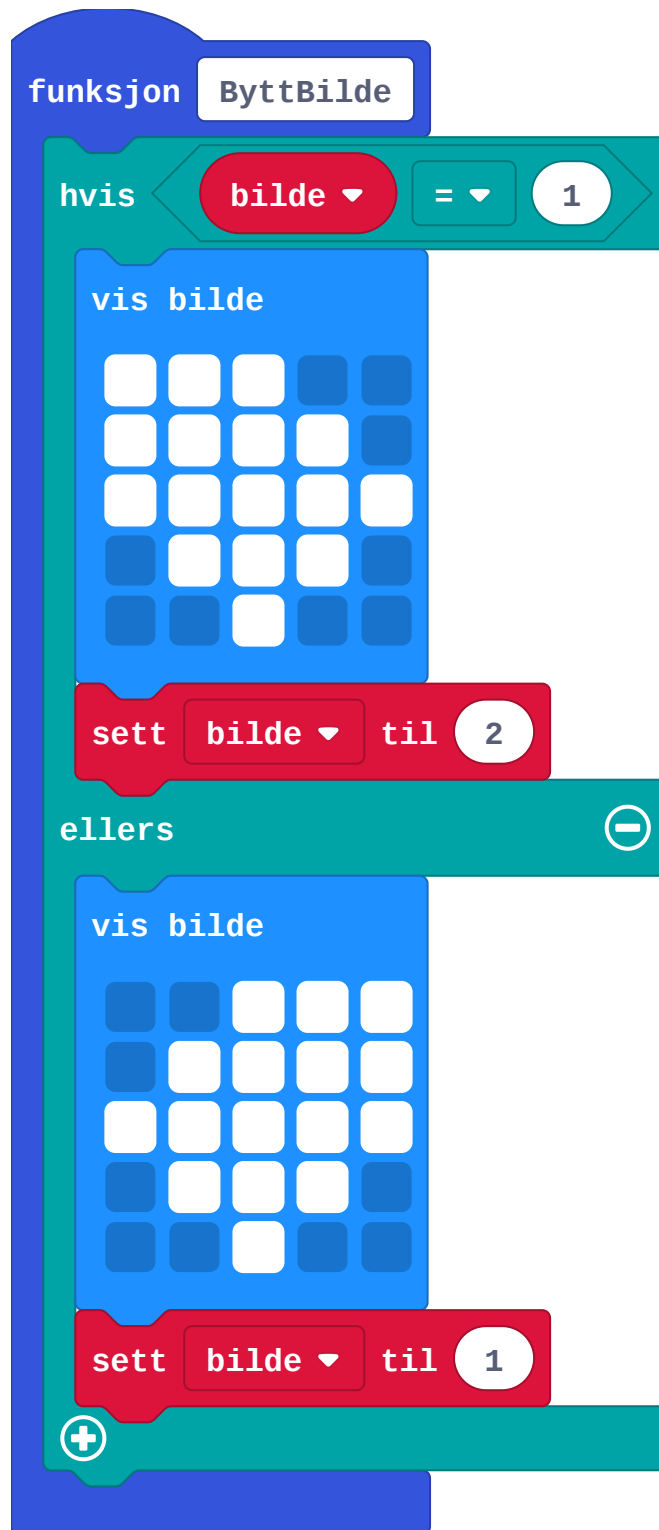 funksjon ByttBilde
hvis bilde = 1
vis bilde
sett bilde til 2
ellers
vis bilde
sett bilde til 1